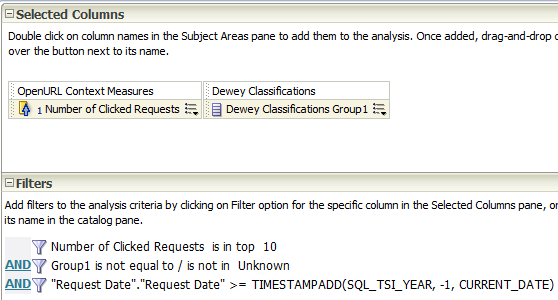 Selected Columns
Double click on column names in the Subject Areas pane to add them to the analysis. Once added, drag-and-drop
over the button next to its name.
OpenURL Context Measures
Dewey Classifications
1 Number of Clicked Requests
Dewey Classifications Group1
Filters
Add filters to the analysis criteria by clicking on Filter option for the specific column in the Selected Columns pane,
its name in the catalog pane.
Number of Clicked Requests is in top 10
AND Group1 is not equal to / is not in Unknown
AND "Request Date"."Request Date" >= TIMESTAMPADD(SQL_TSI_YEAR, -1, CURRENT_DATE)